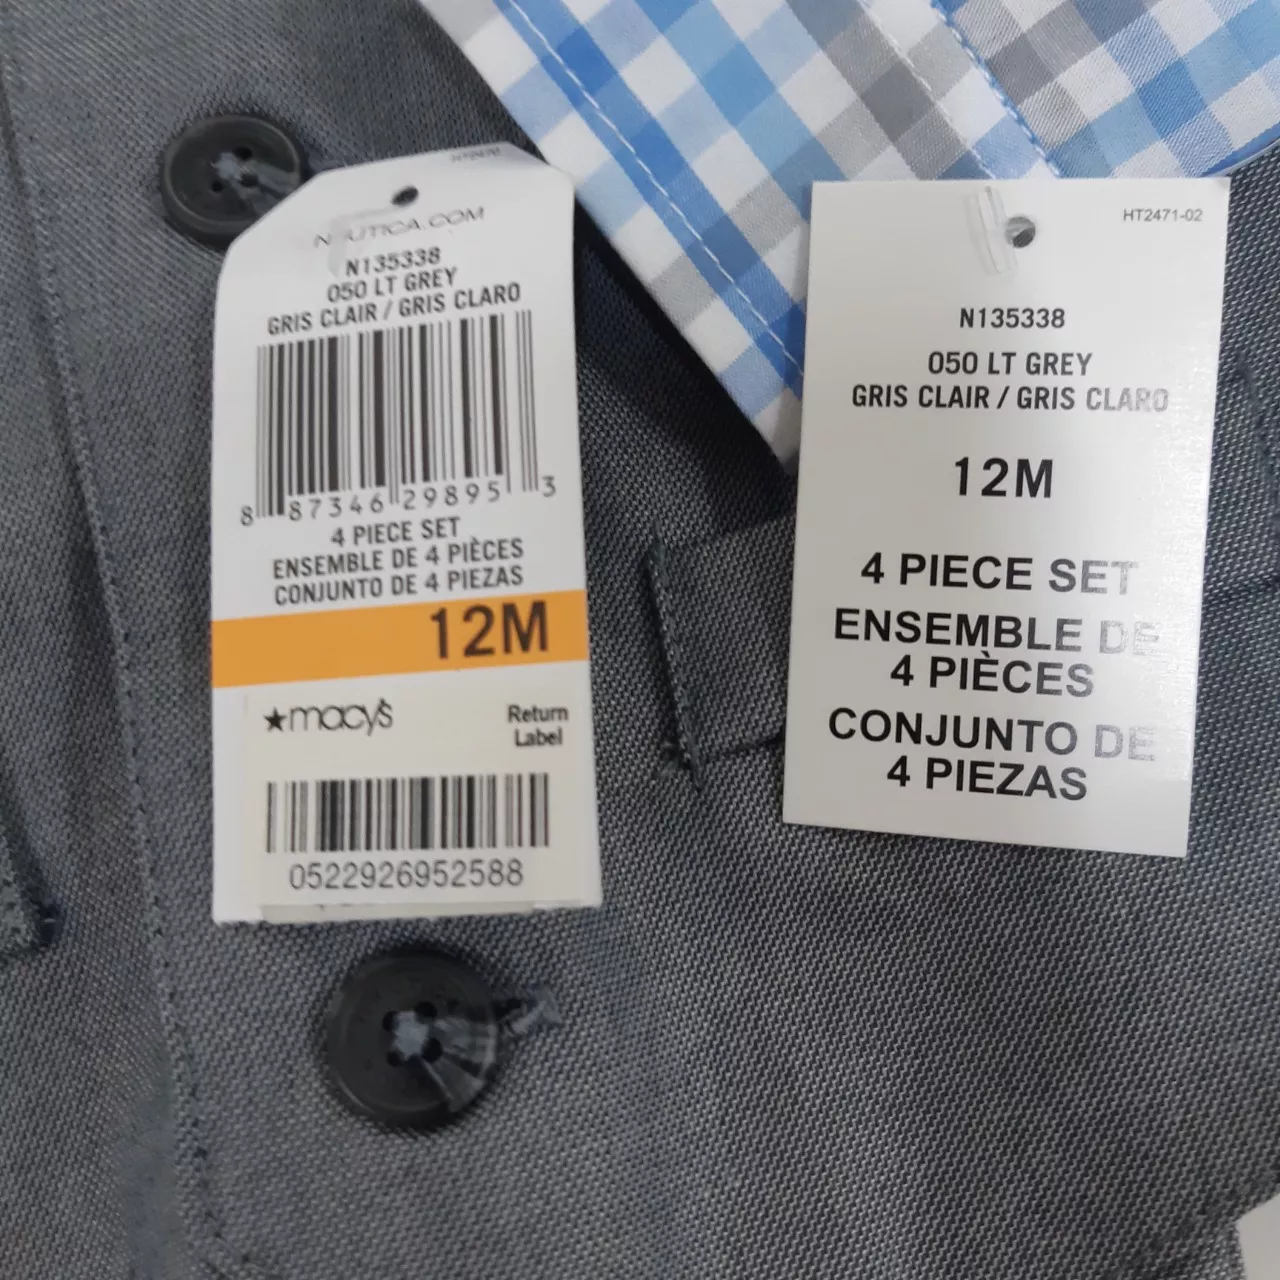 NAUTICA.COM
N135338
050 LT GREY
GRIS CLAIR / GRIS CLARO
8 87346 29895 3
4 PIECE SET
ENSEMBLE DE 4 PIÈCES
CONJUNTO DE 4 PIEZAS
12M
★macy's
Return
Label
0522926952588
HT2471-02
N135338
050 LT GREY
GRIS CLAIR / GRIS CLARO
12M
4 PIECE SET
ENSEMBLE DE
4 PIÈCES
CONJUNTO DE
4 PIEZAS